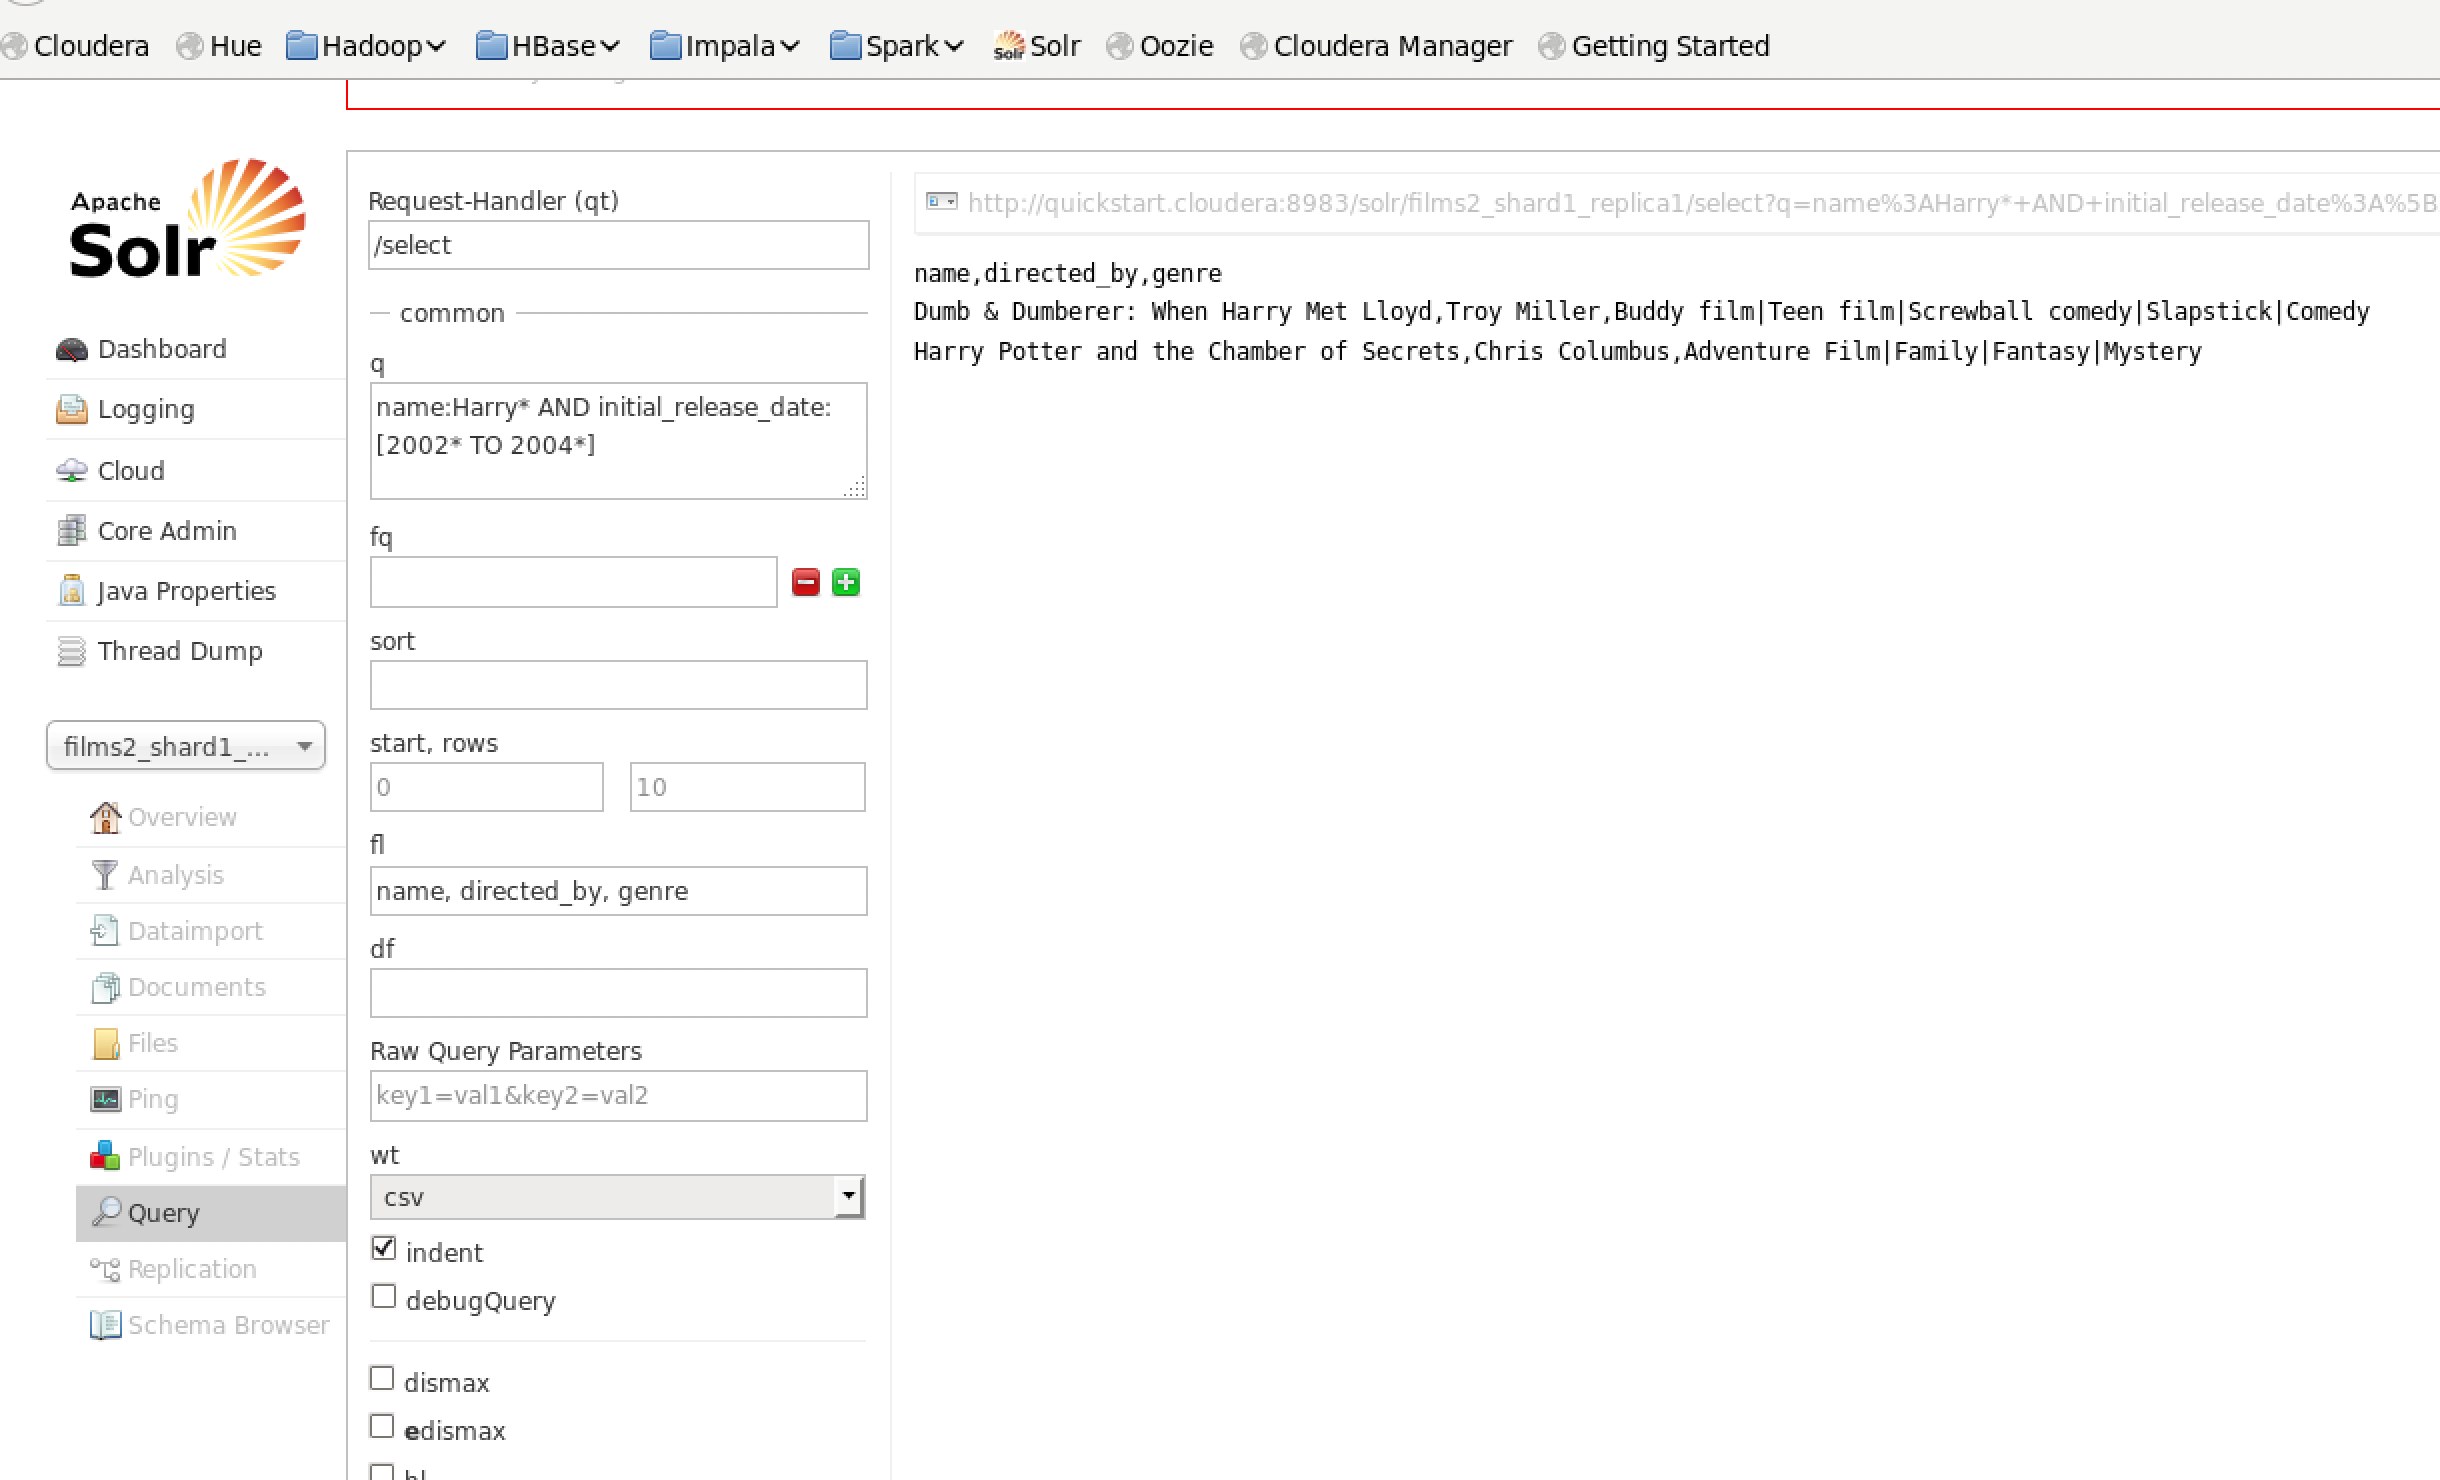 Cloudera Hue Hadoop HBase Impala Spark Solr Oozie Cloudera Manager Getting Started
Apache
Solr
Dashboard
Logging
Cloud
Core Admin
Java Properties
Thread Dump
films2_shard1_...
Overview
Analysis
Dataimport
Documents
Files
Ping
Plugins / Stats
Query
Replication
Schema Browser
Request-Handler (qt)
/select
common
q
name:Harry* AND initial_release_date:
[2002* TO 2004*]
fq
sort
start, rows
0 10
fl
name, directed_by, genre
df
Raw Query Parameters
key1=val1&key2=val2
wt
csv
indent
debugQuery
dismax
edismax
http://quickstart.cloudera:8983/solr/films2_shard1_replica1/select?q=name%3AHarry*+AND+initial_release_date%3A%5B
name,directed_by,genre
Dumb & Dumberer: When Harry Met Lloyd,Troy Miller,Buddy film|Teen film|Screwball comedy|Slapstick|Comedy
Harry Potter and the Chamber of Secrets,Chris Columbus,Adventure Film|Family|Fantasy|Mystery